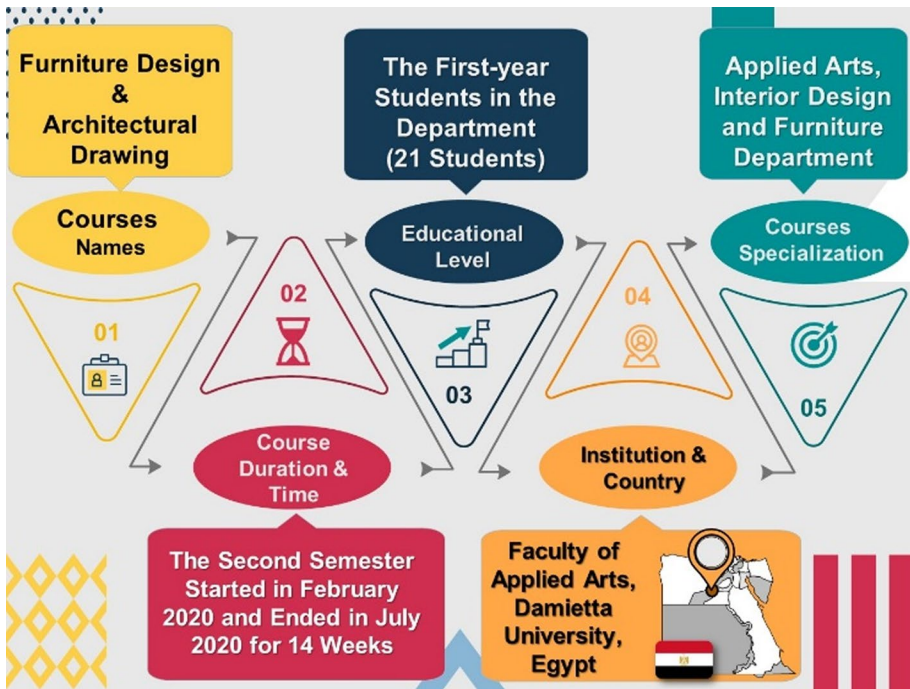 Furniture Design
&
Architectural
Drawing
Courses
Names
01
02
Course
Duration &
Time
The Second Semester
Started in February
2020 and Ended in July
2020 for 14 Weeks
The First-year
Students in the
Department
(21 Students)
Educational
Level
03
04
Institution &
Country
Faculty of
Applied Arts,
Damietta
University,
Egypt
Applied Arts,
Interior Design
and Furniture
Department
Courses
Specialization
05